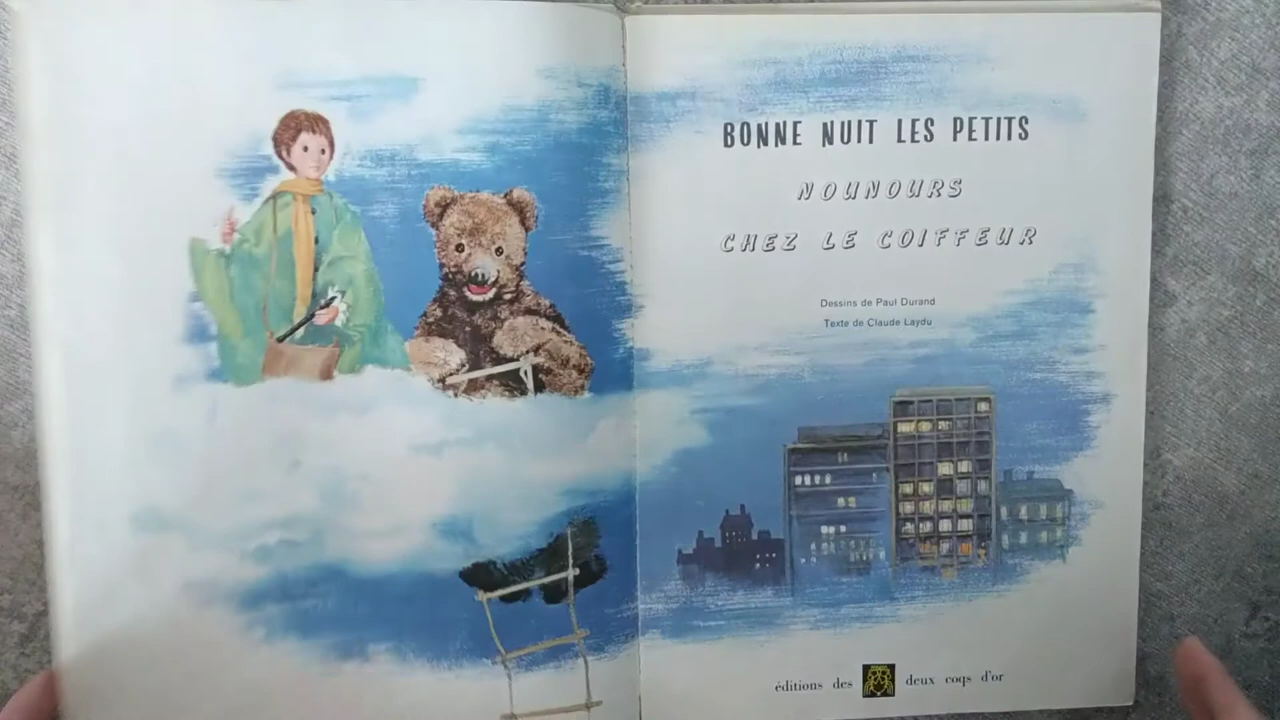 BONNE NUIT LES PETITS
NOUNOURS
CHEZ LE COIFFEUR
Dessins de Paul Durand
Texte de Claude Laydu
éditions des deux coqs d'or